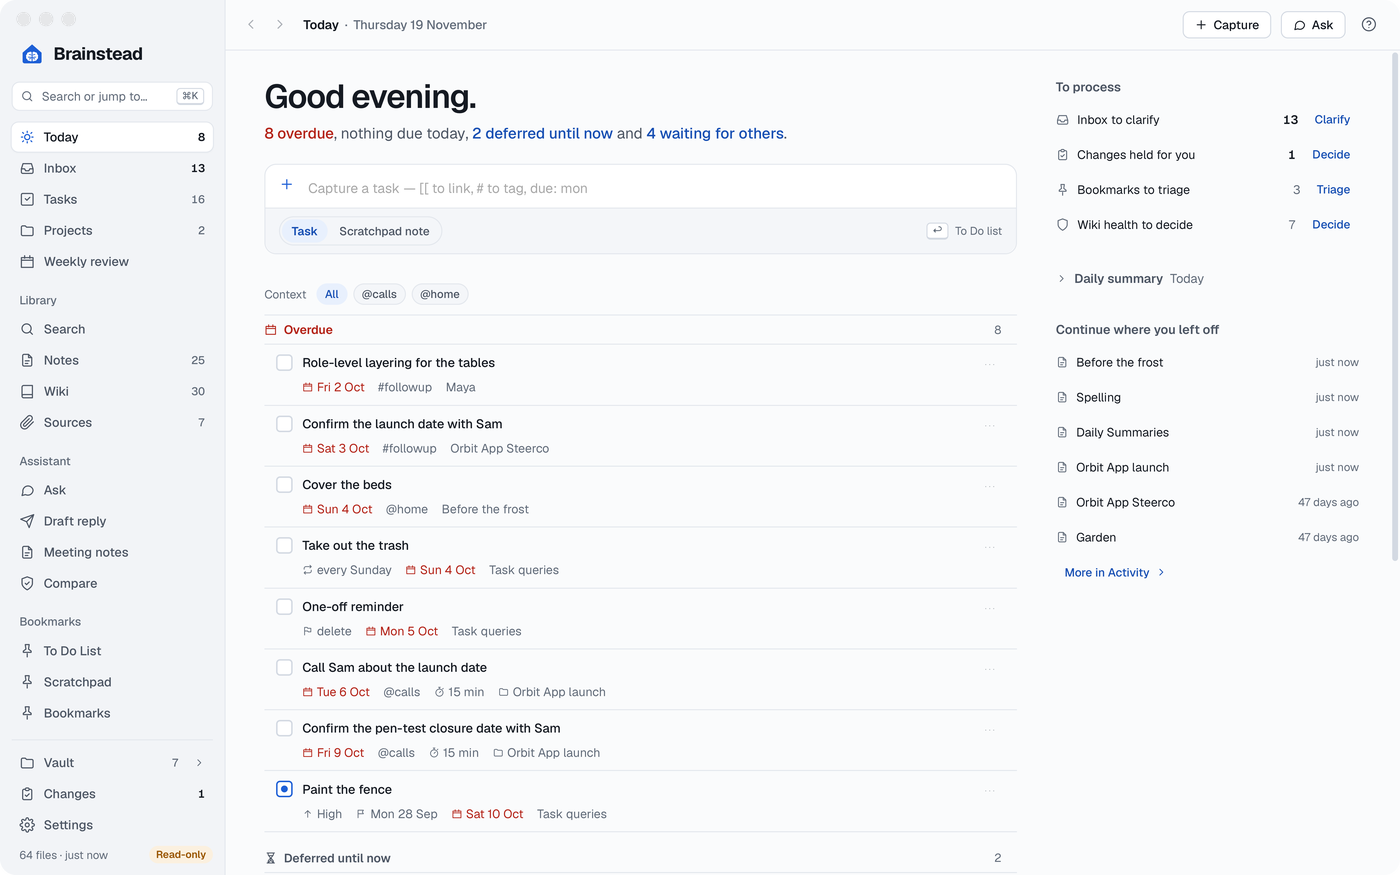 Brainstead
Search or jump to...
⌘K
Today 8
Inbox 13
Tasks 16
Projects 2
Weekly review
Library
Search
Notes 25
Wiki 30
Sources 7
Assistant
Ask
Draft reply
Meeting notes
Compare
Bookmarks
To Do List
Scratchpad
Bookmarks
Vault 7
Changes 1
Settings
64 files · just now Read-only
Today · Thursday 19 November
Capture
Ask
Good evening.
8 overdue, nothing due today, 2 deferred until now and 4 waiting for others.
Capture a task — [[ to link, # to tag, due: mon
Task Scratchpad note To Do list
Context All @calls @home
Overdue 8
Role-level layering for the tables
Fri 2 Oct #followup Maya
Confirm the launch date with Sam
Sat 3 Oct #followup Orbit App Steerco
Cover the beds
Sun 4 Oct @home Before the frost
Take out the trash
every Sunday Sun 4 Oct Task queries
One-off reminder
delete Mon 5 Oct Task queries
Call Sam about the launch date
Tue 6 Oct @calls 15 min Orbit App launch
Confirm the pen-test closure date with Sam
Fri 9 Oct @calls 15 min Orbit App launch
Paint the fence
High Mon 28 Sep Sat 10 Oct Task queries
Deferred until now 2
To process
Inbox to clarify 13 Clarify
Changes held for you 1 Decide
Bookmarks to triage 3 Triage
Wiki health to decide 7 Decide
Daily summary Today
Continue where you left off
Before the frost just now
Spelling just now
Daily Summaries just now
Orbit App launch just now
Orbit App Steerco 47 days ago
Garden 47 days ago
More in Activity